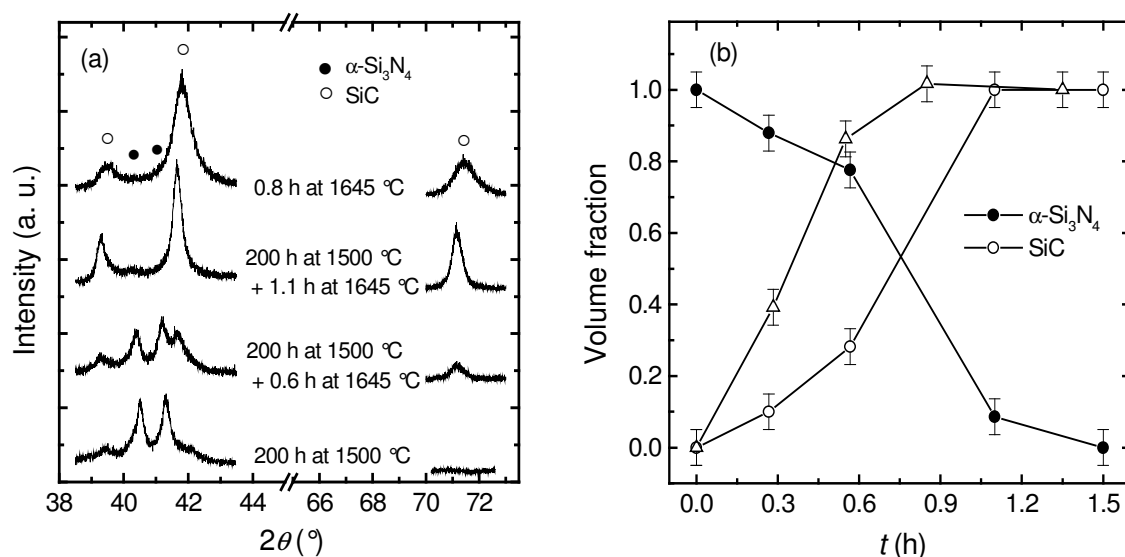 (a)
● α-Si₃N₄
○ SiC
0.8 h at 1645 °C
200 h at 1500 °C
+ 1.1 h at 1645 °C
200 h at 1500 °C
+ 0.6 h at 1645 °C
200 h at 1500 °C
Intensity (a. u.)
38 40 42 66 68 70 72
2θ (°)
(b)
1.0
0.8
0.6
0.4
0.2
0.0
Volume fraction
α-Si₃N₄
SiC
0.0 0.3 0.6 0.9 1.2 1.5
t (h)